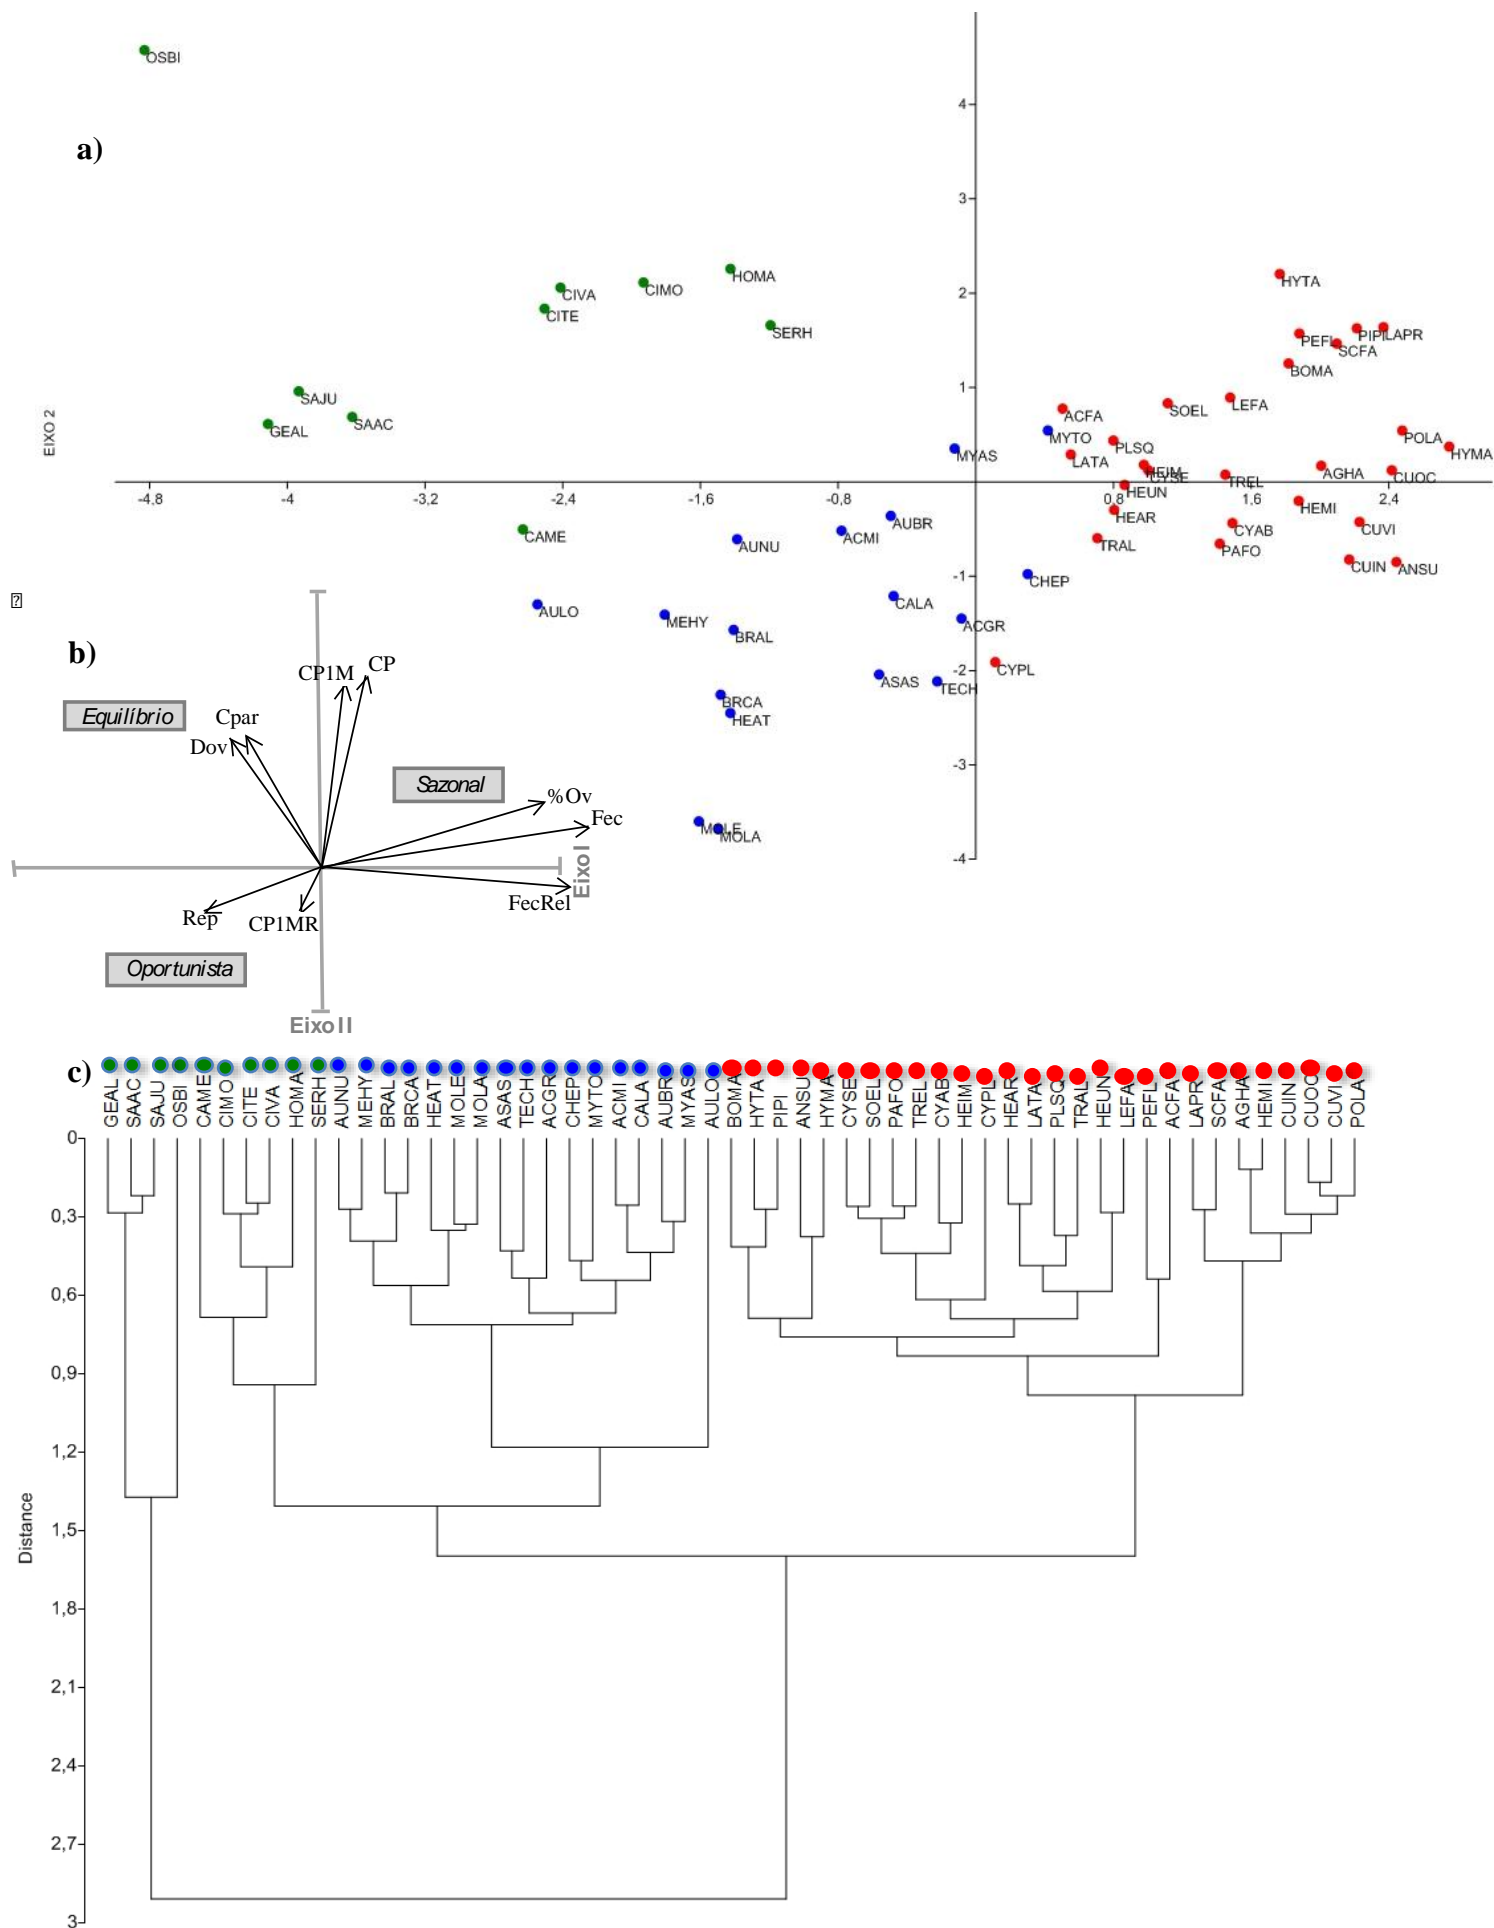 OSBI
4
a)
3
HOMA
HYTA
CIMO
CIVA
2
CITE
SERH
PEFL
PIPI
LAPR
SCFA
BOMA
1
SAJU
LEFA
SOEL
ACFA
SAAC
GEAL
EIXO 2
MYTO
PLSQ
POLA
MYAS
LATA
HYMA
HEIM
CYSE
AGHA
TREL
CUOC
-4,8
-4
-3,2
-2,4
-1,6
-0,8
0,8
HEUN
1,6
2,4
HEMI
HEAR
AUBR
CAME
ACMI
CYAB
CUVI
AUNU
TRAL
PAFO
CUIN
ANSU
-1
CHEP
CALA
AULO
MEHY
ACGR
BRAL
b)
CP1M
CP
-2
CYPL
ASAS
TECH
BRCA
Equilíbrio
Cpar
HEAT
Dov
-3
Sazonal
%Ov
Fec
MOLE
MOLA
-4
Eixo I
FecRel
Rep
CP1MR
Oportunista
Eixo II
c)
GEAL
SAAC
SAJU
OSBI
CAME
CIMO
CITE
CIVA
HOMA
SERH
AUNU
MEHY
BRAL
BRCA
HEAT
MOLE
MOLA
ASAS
TECH
ACGR
CHEP
MYTO
ACMI
CALA
AUBR
MYAS
AULO
BOMA
HYTA
PIPI
ANSU
HYMA
CYSE
SOEL
PAFO
TREL
CYAB
HEIM
CYPL
HEAR
LATA
PLSQ
TRAL
HEUN
LEFA
PEFL
ACFA
LAPR
SCFA
AGHA
HEMI
CUIN
CUOC
CUVI
POLA
0
0,3
0,6
0,9
1,2
1,5
1,8
2,1
2,4
2,7
3
Distance